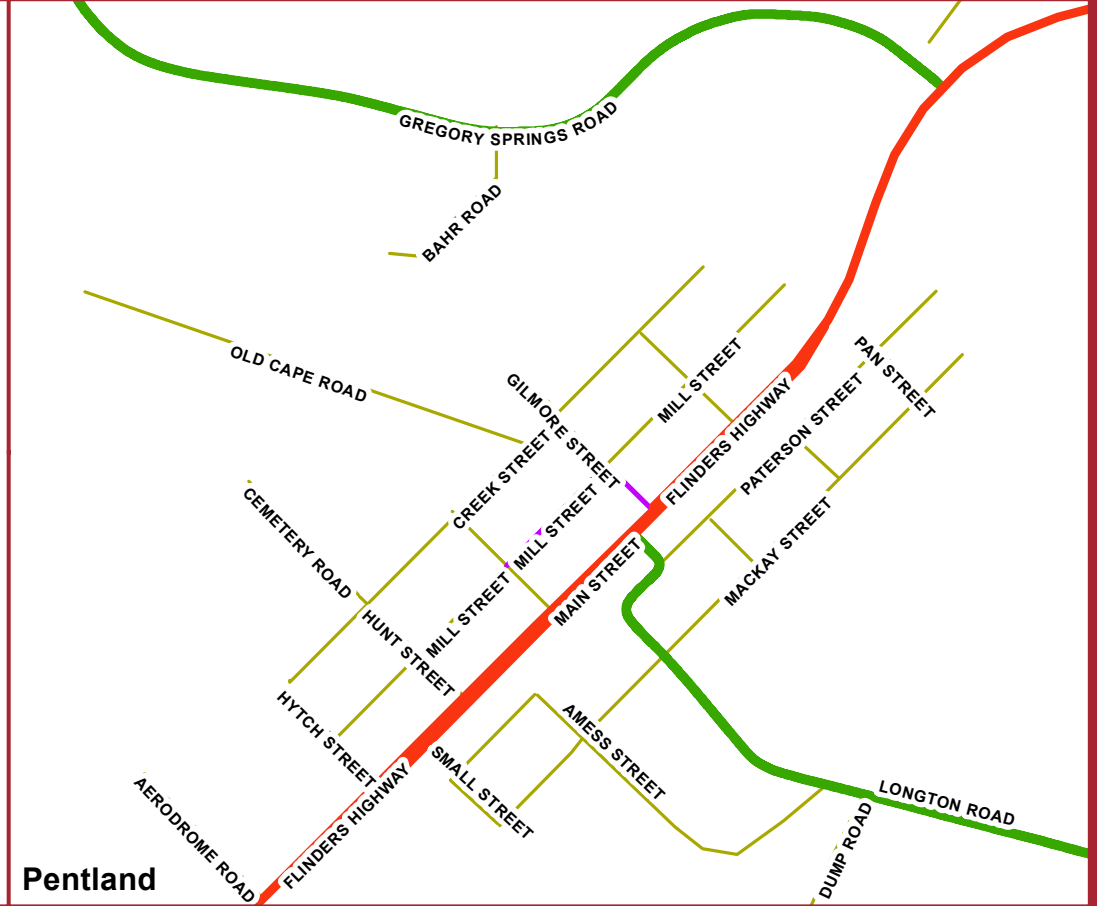 GREGORY SPRINGS ROAD
BAHR ROAD
OLD CAPE ROAD
GILMORE STREET
MILL STREET
PAN STREET
FLINDERS HIGHWAY
PATERSON STREET
CREEK STREET
CEMETERY ROAD
MILL STREET
MAIN STREET
MACKAY STREET
MILL STREET
HUNT STREET
HYTCH STREET
AMESS STREET
SMALL STREET
AERODROME ROAD
FLINDERS HIGHWAY
LONGTON ROAD
DUMP ROAD
Pentland